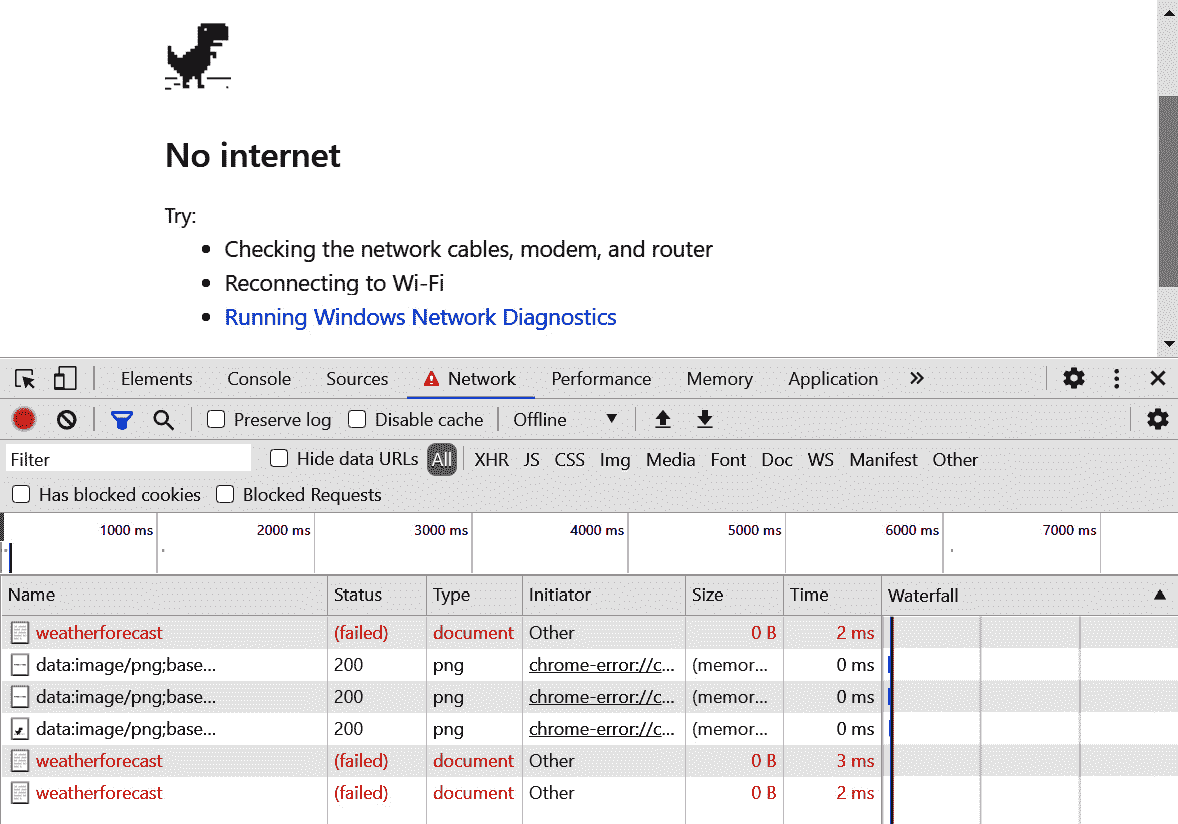 No internet
Try:
Checking the network cables, modem, and router
Reconnecting to Wi-Fi
Running Windows Network Diagnostics
Elements Console Sources Network Performance Memory Application
Preserve log Disable cache Offline
Filter Hide data URLs All XHR JS CSS Img Media Font Doc WS Manifest Other
Has blocked cookies Blocked Requests
1000 ms 2000 ms 3000 ms 4000 ms 5000 ms 6000 ms 7000 ms
Name Status Type Initiator Size Time Waterfall
weatherforecast (failed) document Other 0 B 2 ms
data:image/png;base... 200 png chrome-error://c... (memor... 0 ms
data:image/png;base... 200 png chrome-error://c... (memor... 0 ms
data:image/png;base... 200 png chrome-error://c... (memor... 0 ms
weatherforecast (failed) document Other 0 B 3 ms
weatherforecast (failed) document Other 0 B 2 ms